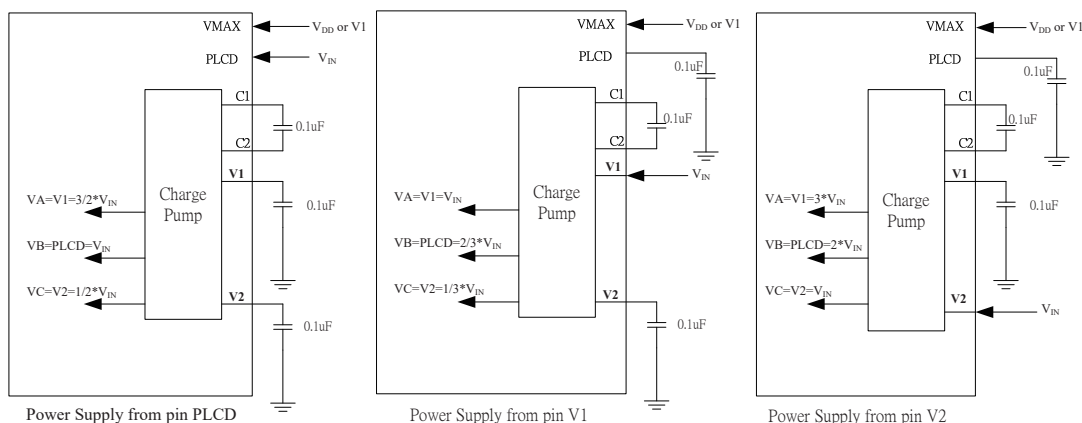 VMAX
V_DD or V1
PLCD
V_IN
C1
0.1uF
C2
V1
Charge
Pump
VA=V1=3/2*V_IN
0.1uF
VB=PLCD=V_IN
VC=V2=1/2*V_IN
V2
0.1uF
Power Supply from pin PLCD
VMAX
V_DD or V1
PLCD
0.1uF
C1
0.1uF
C2
V1
V_IN
Charge
Pump
VA=V1=V_IN
VB=PLCD=2/3*V_IN
VC=V2=1/3*V_IN
V2
0.1uF
Power Supply from pin V1
VMAX
V_DD or V1
PLCD
0.1uF
C1
0.1uF
C2
V1
Charge
Pump
VA=V1=3*V_IN
0.1uF
VB=PLCD=2*V_IN
VC=V2=V_IN
V2
V_IN
Power Supply from pin V2